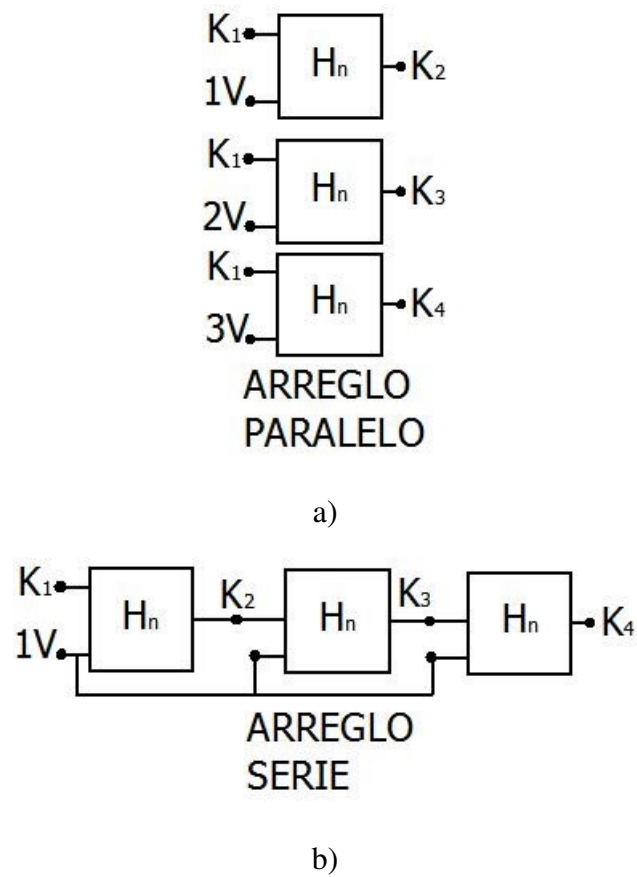 K₁
Hₙ
K₂
1V
K₁
Hₙ
K₃
2V
K₁
Hₙ
K₄
3V
ARREGLO
PARALELO
a)
K₁
Hₙ
K₂
Hₙ
K₃
Hₙ
K₄
1V
ARREGLO
SERIE
b)